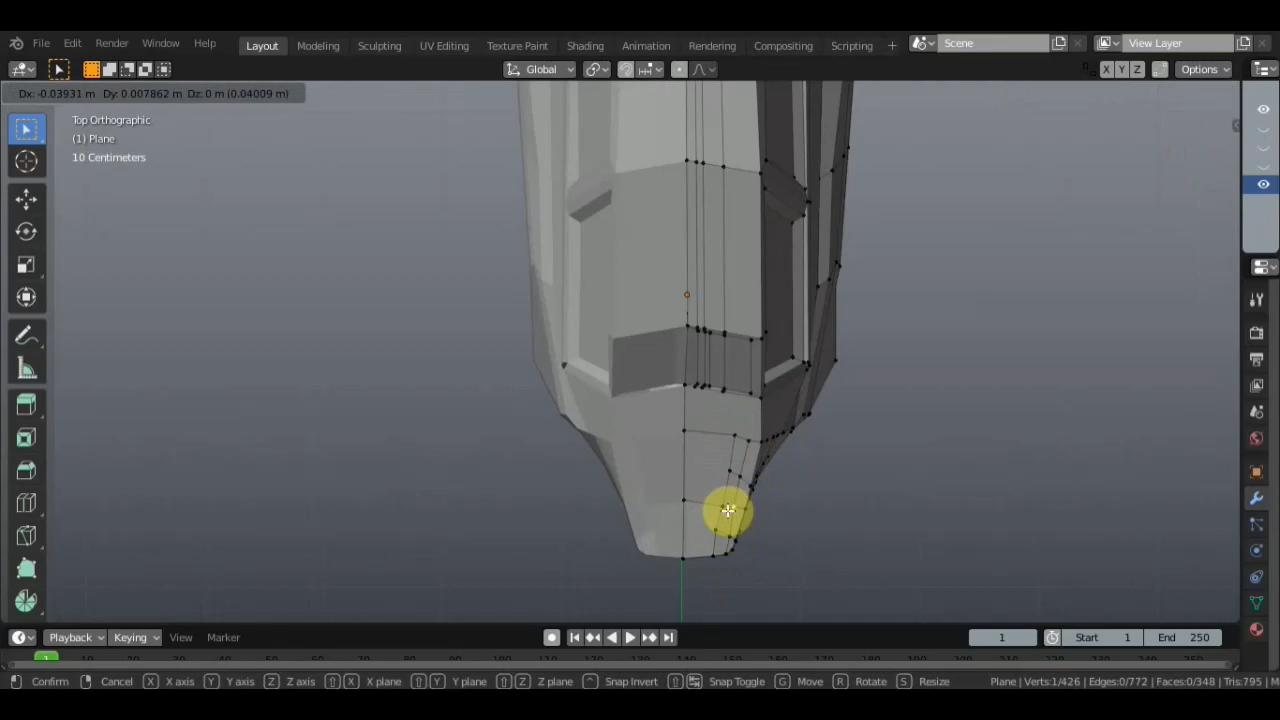 File Edit Render Window Help Layout Modeling Sculpting UV Editing Texture Paint Shading Animation Rendering Compositing Scripting + Scene View Layer
Global X Y Z Options
Dx: -0.03931 m Dy: 0.007862 m Dz: 0 m (0.04009 m)
Top Orthographic
(1) Plane
10 Centimeters
Playback Keying View Marker 1 Start 1 End 250
1
Confirm Cancel X X axis Y Y axis Z Z axis X X plane Y Y plane Z Z plane Snap Invert Snap Toggle G Move R Rotate S Resize Plane | Verts:1/426 | Edges:0/772 | Faces:0/348 | Tris:795 | M